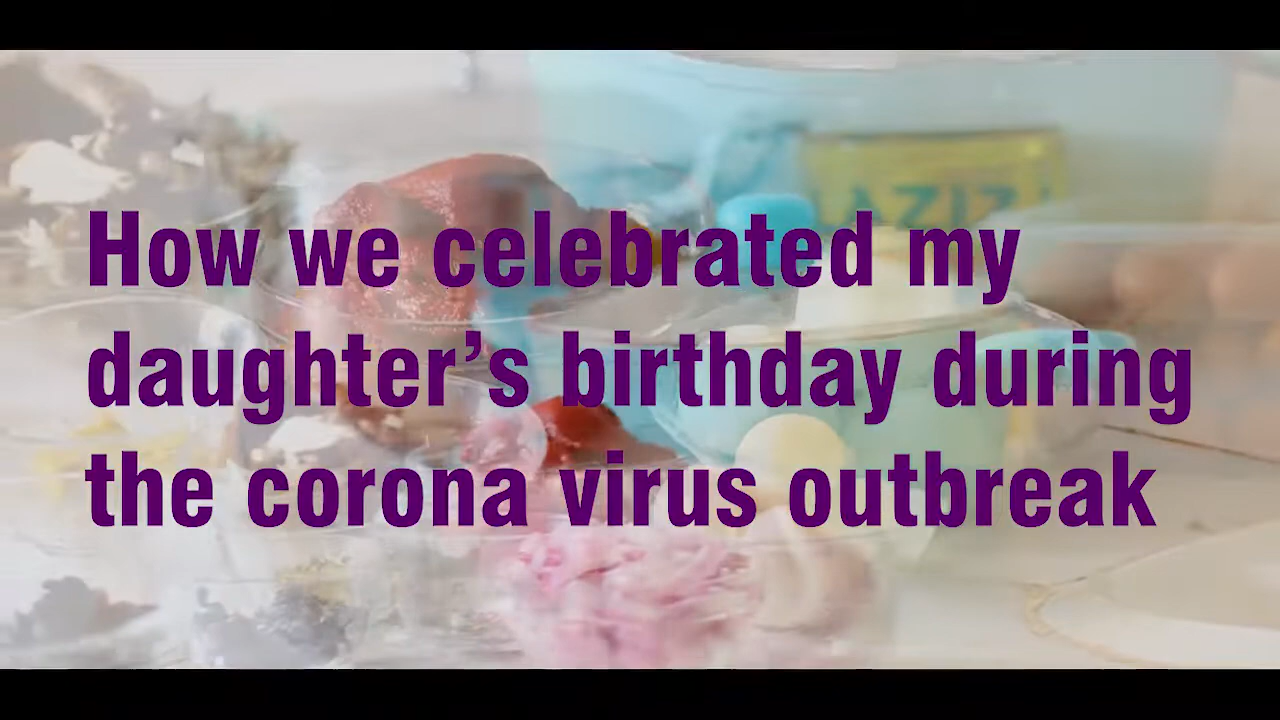 How we celebrated my
daughter’s birthday during
the corona virus outbreak